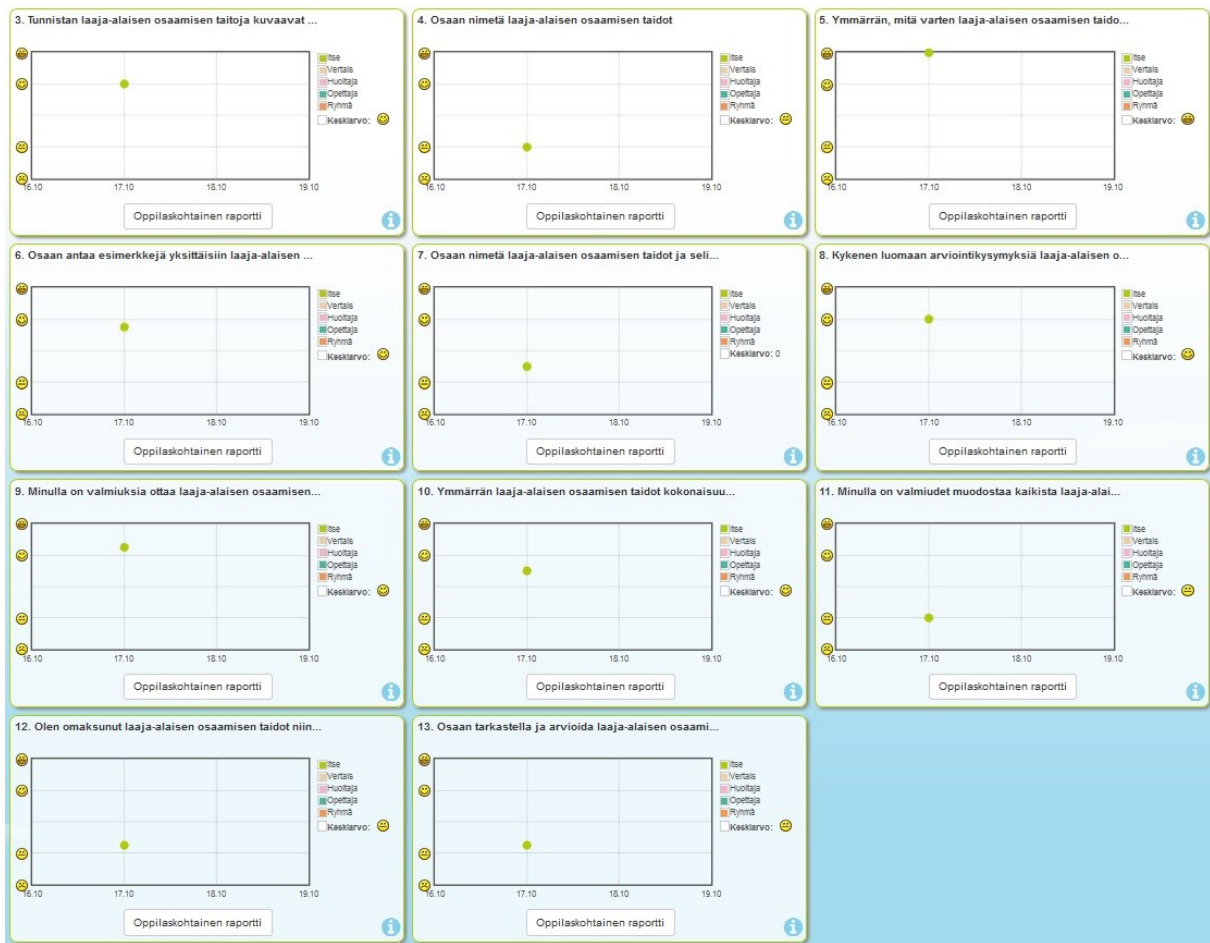 3. Tunnistan laaja-alaisen osaamisen taitoja kuvaavat ...
Itse
Vertais
Huoltaja
Opettaja
Ryhmä
Keskiarvo:
16.10 17.10 18.10 19.10
Oppilaskohtainen raportti
4. Osaan nimetä laaja-alaisen osaamisen taidot
Itse
Vertais
Huoltaja
Opettaja
Ryhmä
Keskiarvo:
16.10 17.10 18.10 19.10
Oppilaskohtainen raportti
5. Ymmärrän, mitä varten laaja-alaisen osaamisen taido...
Itse
Vertais
Huoltaja
Opettaja
Ryhmä
Keskiarvo:
16.10 17.10 18.10 19.10
Oppilaskohtainen raportti
6. Osaan antaa esimerkkejä yksittäisiin laaja-alaisen ...
Itse
Vertais
Huoltaja
Opettaja
Ryhmä
Keskiarvo:
16.10 17.10 18.10 19.10
Oppilaskohtainen raportti
7. Osaan nimetä laaja-alaisen osaamisen taidot ja seli...
Itse
Vertais
Huoltaja
Opettaja
Ryhmä
Keskiarvo: 0
16.10 17.10 18.10 19.10
Oppilaskohtainen raportti
8. Kykenen luomaan arviointikysymyksiä laaja-alaisen o...
Itse
Vertais
Huoltaja
Opettaja
Ryhmä
Keskiarvo:
16.10 17.10 18.10 19.10
Oppilaskohtainen raportti
9. Minulla on valmiuksia ottaa laaja-alaisen osaamisen...
Itse
Vertais
Huoltaja
Opettaja
Ryhmä
Keskiarvo:
16.10 17.10 18.10 19.10
Oppilaskohtainen raportti
10. Ymmärrän laaja-alaisen osaamisen taidot kokonaisuu...
Itse
Vertais
Huoltaja
Opettaja
Ryhmä
Keskiarvo:
16.10 17.10 18.10 19.10
Oppilaskohtainen raportti
11. Minulla on valmiudet muodostaa kaikista laaja-alai...
Itse
Vertais
Huoltaja
Opettaja
Ryhmä
Keskiarvo:
16.10 17.10 18.10 19.10
Oppilaskohtainen raportti
12. Olen omaksunut laaja-alaisen osaamisen taidot niin...
Itse
Vertais
Huoltaja
Opettaja
Ryhmä
Keskiarvo:
16.10 17.10 18.10 19.10
Oppilaskohtainen raportti
13. Osaan tarkastella ja arvioida laaja-alaisen osaami...
Itse
Vertais
Huoltaja
Opettaja
Ryhmä
Keskiarvo:
16.10 17.10 18.10 19.10
Oppilaskohtainen raportti